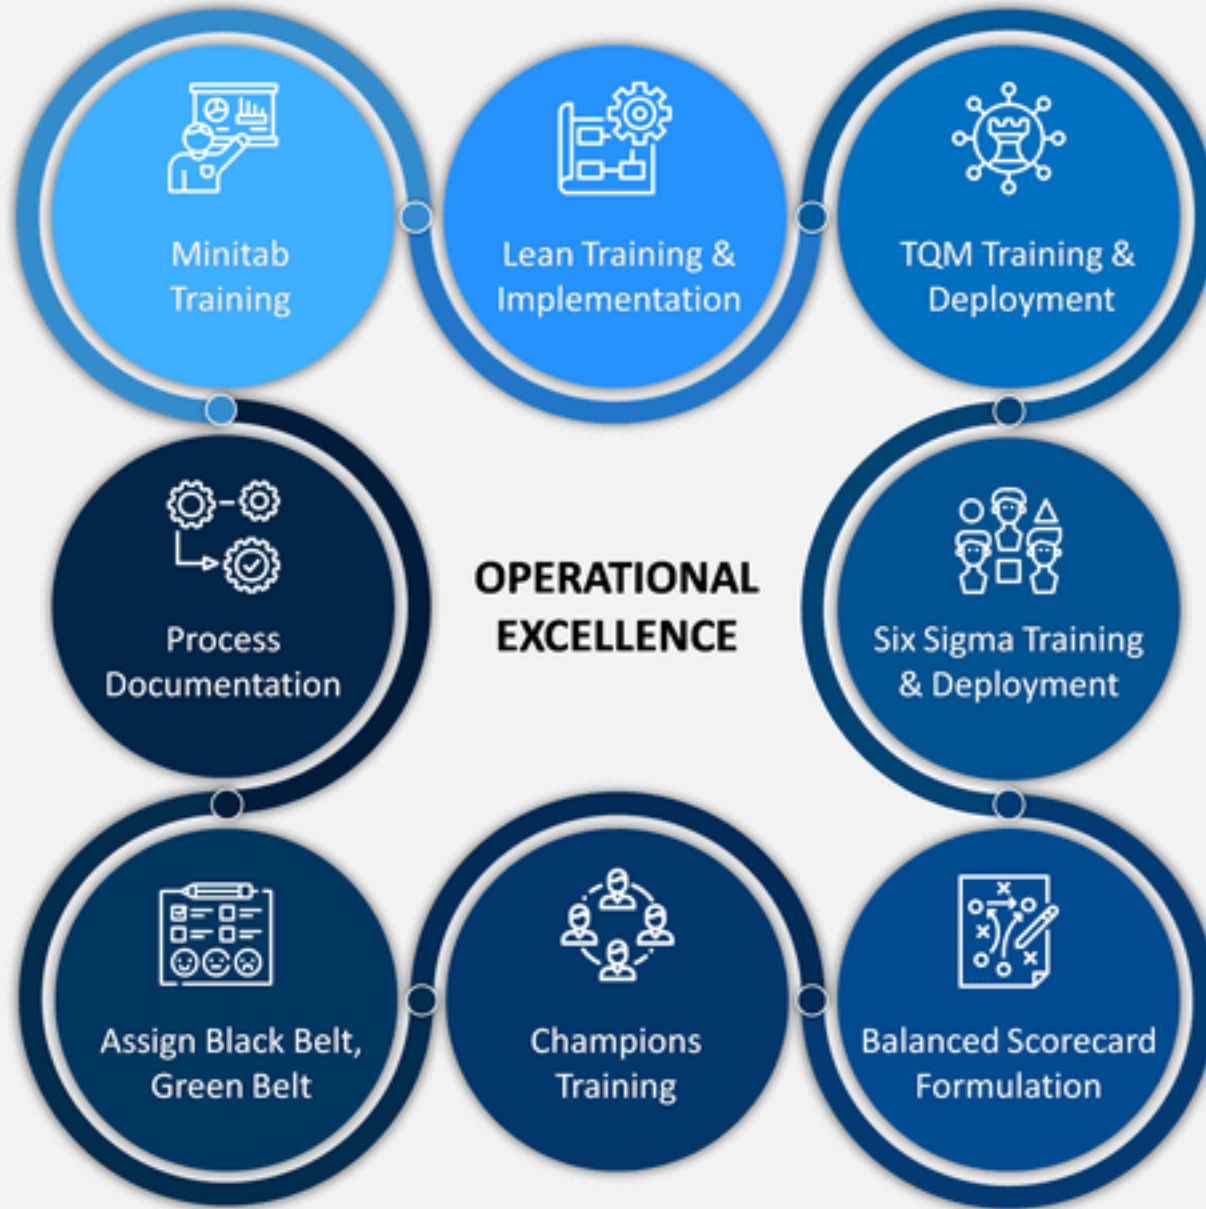 Minitab
Training
Lean Training &
Implementation
TQM Training &
Deployment
Process
Documentation
OPERATIONAL
EXCELLENCE
Six Sigma Training
& Deployment
Assign Black Belt,
Green Belt
Champions
Training
Balanced Scorecard
Formulation